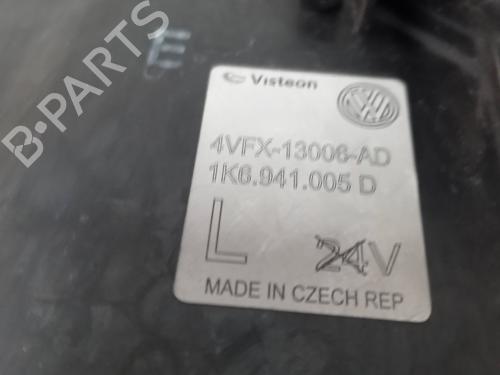 E
Visteon
4VFX-13006-AD
1K6.941.005 D
L 24V
MADE IN CZECH REP
B-PARTS